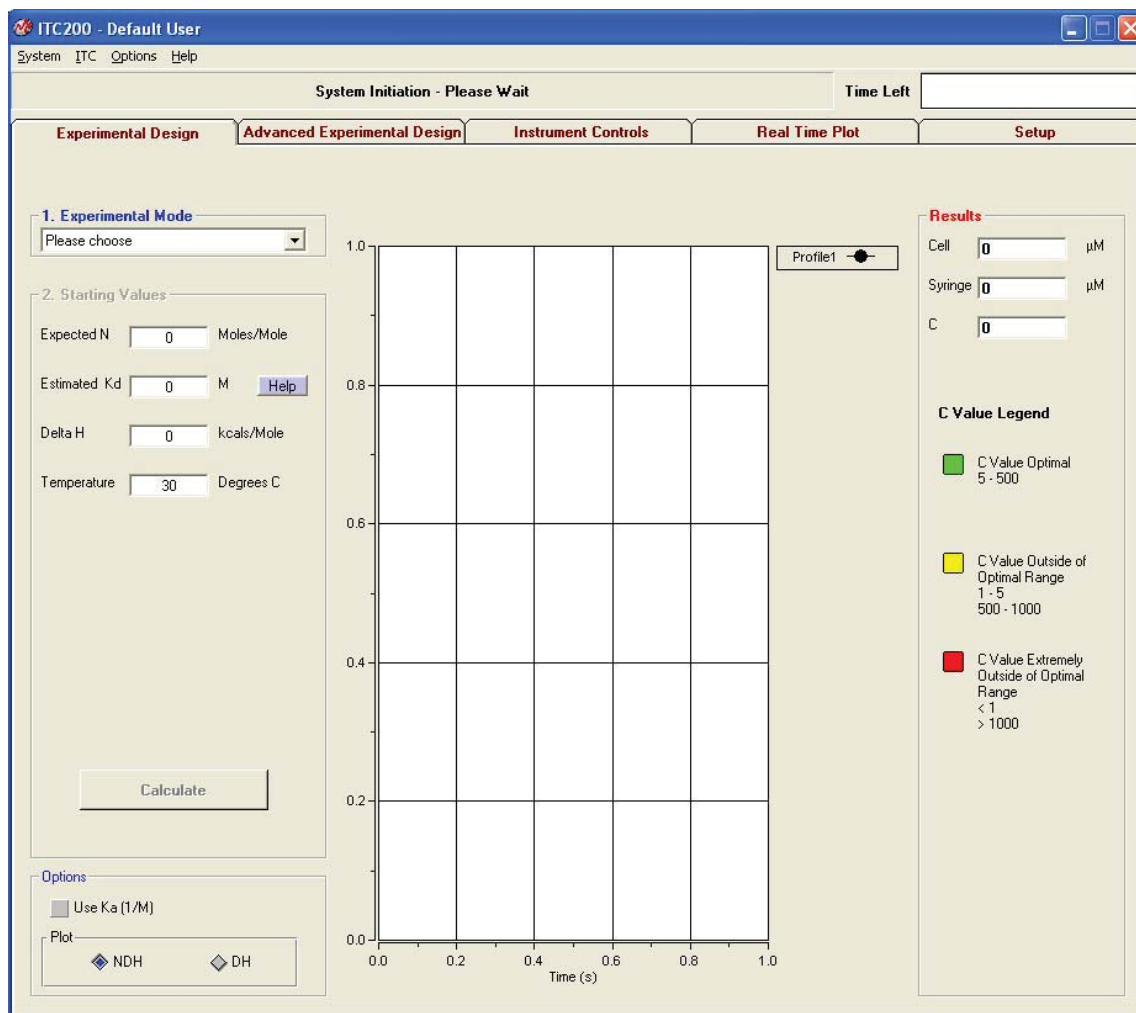 ITC200 - Default User
System ITC Options Help
System Initiation - Please Wait
Time Left
Experimental Design
Advanced Experimental Design
Instrument Controls
Real Time Plot
Setup
1. Experimental Mode
Please choose
2. Starting Values
Expected N 0 Moles/Mole
Estimated Kd 0 M Help
Delta H 0 kcals/Mole
Temperature 30 Degrees C
Calculate
Options
Use Ka (1/M)
Plot
NDH DH
1.0
0.8
0.6
0.4
0.2
0.0
0.0 0.2 0.4 0.6 0.8 1.0
Time (s)
Profile1
Results
Cell 0 µM
Syringe 0 µM
C 0
C Value Legend
C Value Optimal
5 - 500
C Value Outside of
Optimal Range
1 - 5
500 - 1000
C Value Extremely
Outside of Optimal
Range
< 1
> 1000